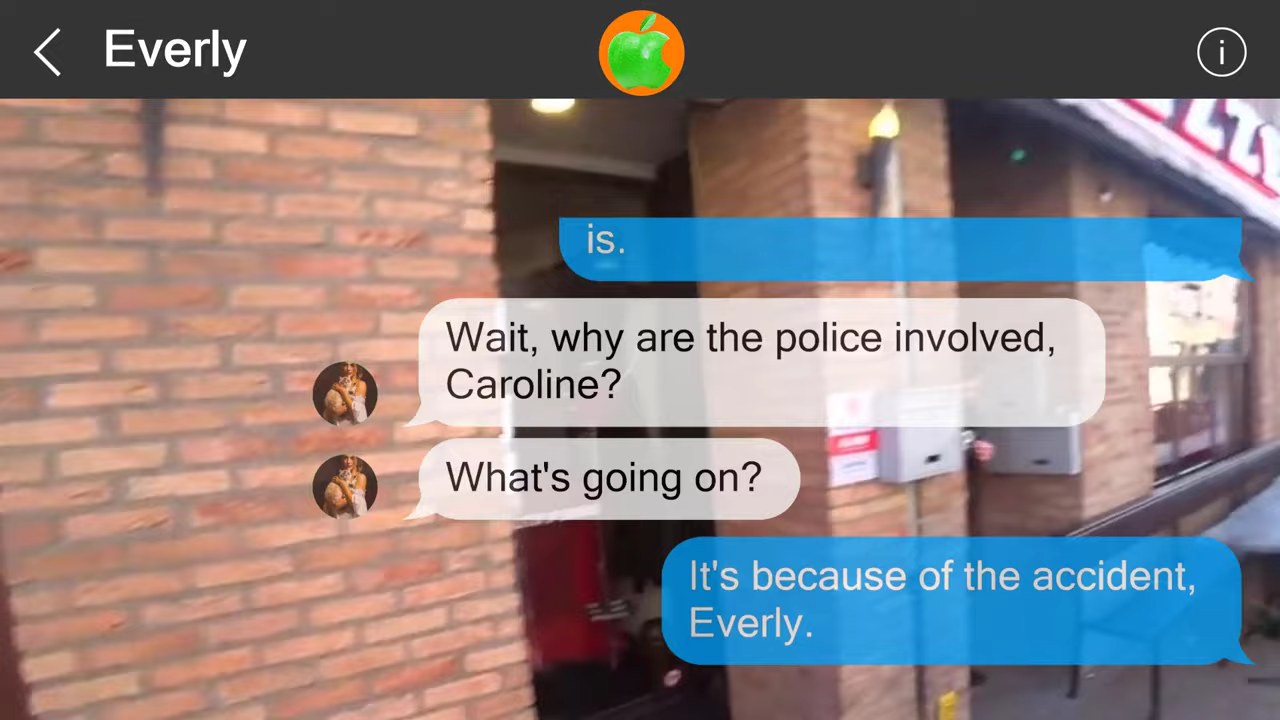 Everly
is.
Wait, why are the police involved,
Caroline?
What's going on?
It's because of the accident,
Everly.